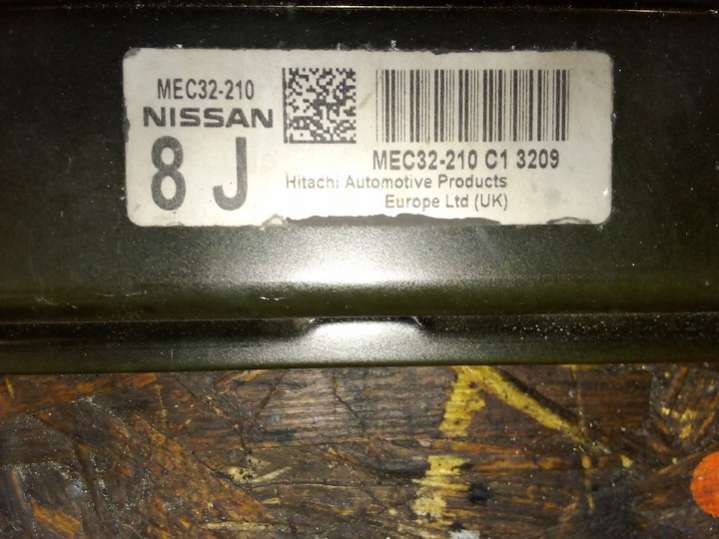 MEC32-210
NISSAN
8 J
MEC32-210 C1 3209
Hitachi Automotive Products
Europe Ltd (UK)